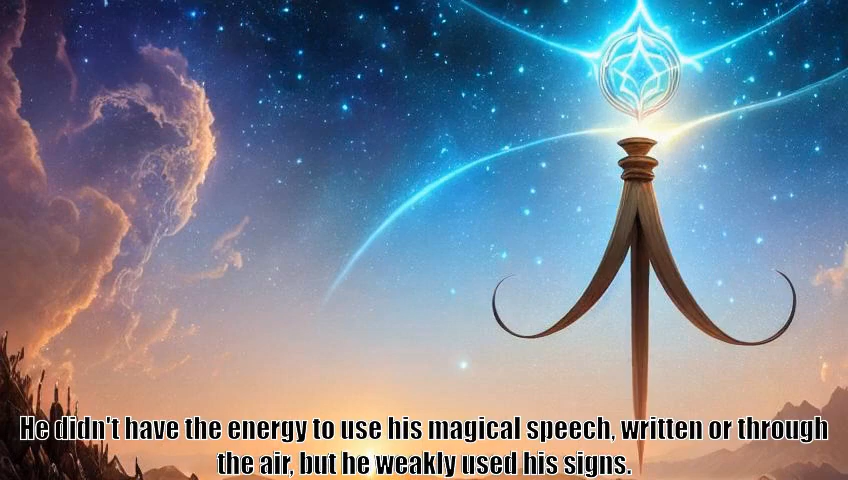 He didn't have the energy to use his magical speech, written or through
the air, but he weakly used his signs.